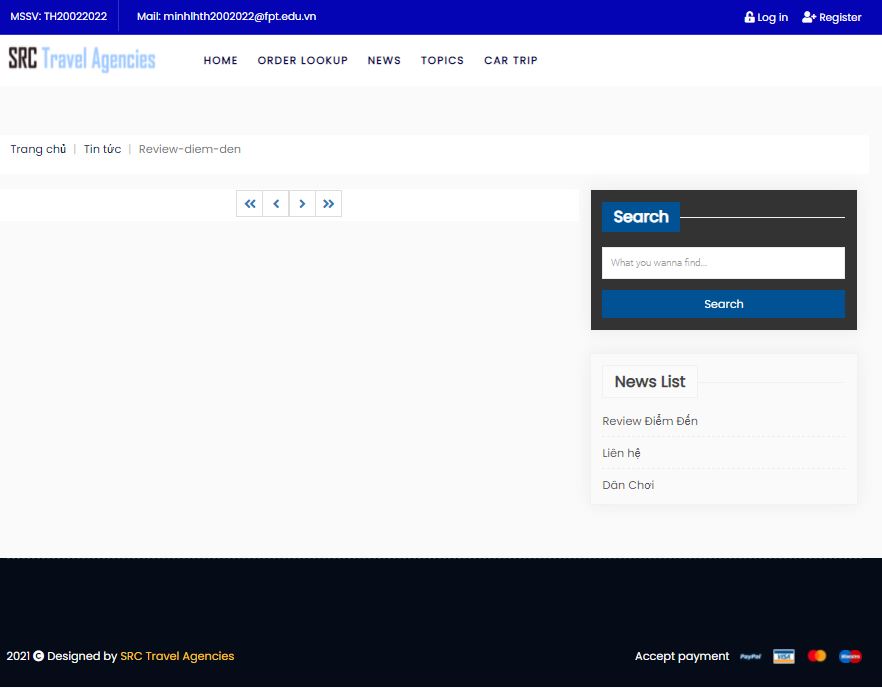 MSSV: TH20022022 Mail: minhlhth2002022@fpt.edu.vn Log in Register
SRC Travel Agencies HOME ORDER LOOKUP NEWS TOPICS CAR TRIP
Trang chủ | Tin tức | Review-diem-den
Search
What you wanna find...
Search
News List
Review Điểm Đến
Liên hệ
Dân Chơi
2021 © Designed by SRC Travel Agencies Accept payment PayPal VISA Maestro